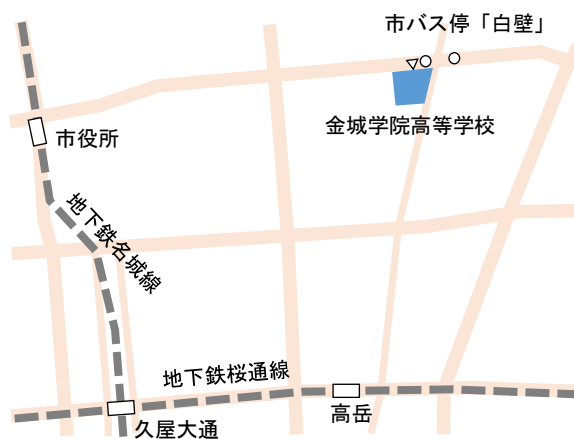 市バス停「白壁」
金城学院高等学校
市役所
地下鉄名城線
地下鉄桜通線
高岳
久屋大通